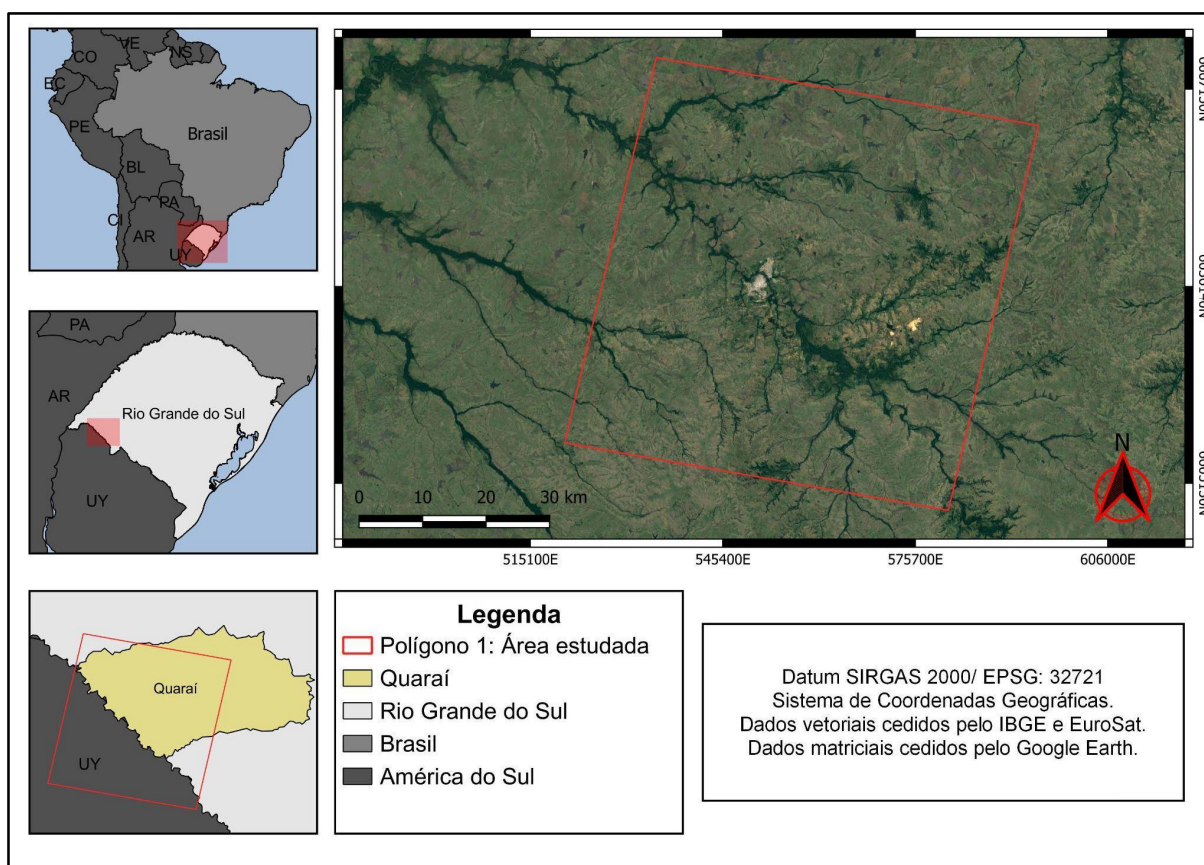 CO
VE
NS
EC
PE
Brasil
BL
PA
CI
AR
UY
PA
AR
Rio Grande do Sul
UY
Quaraí
UY
0 10 20 30 km
N
515100E 545400E 575700E 606000E
Legenda
Polígono 1: Área estudada
Quaraí
Rio Grande do Sul
Brasil
América do Sul
Datum SIRGAS 2000/ EPSG: 32721
Sistema de Coordenadas Geográficas.
Dados vetoriais cedidos pelo IBGE e EuroSat.
Dados matriciais cedidos pelo Google Earth.